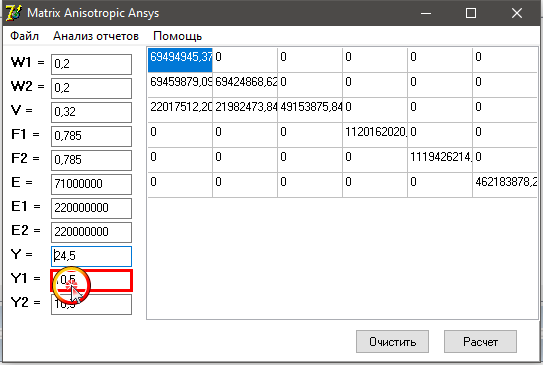 Matrix Anisotropic Ansys
Файл Анализ отчетов Помощь
W1 = 0,2
W2 = 0,2
V = 0,32
F1 = 0,785
F2 = 0,785
E = 71000000
E1 = 220000000
E2 = 220000000
Y = 24,5
Y1 = 10,5
Y2 =
69494945,37 0 0 0 0 0
69459879,09 69424868,62 0 0 0 0
22017512,20 21982473,84 49153875,84 0 0 0
0 0 0 1120162020, 0 0
0 0 0 0 1119426214, 0
0 0 0 0 0 462183878,2
Очистить Расчет